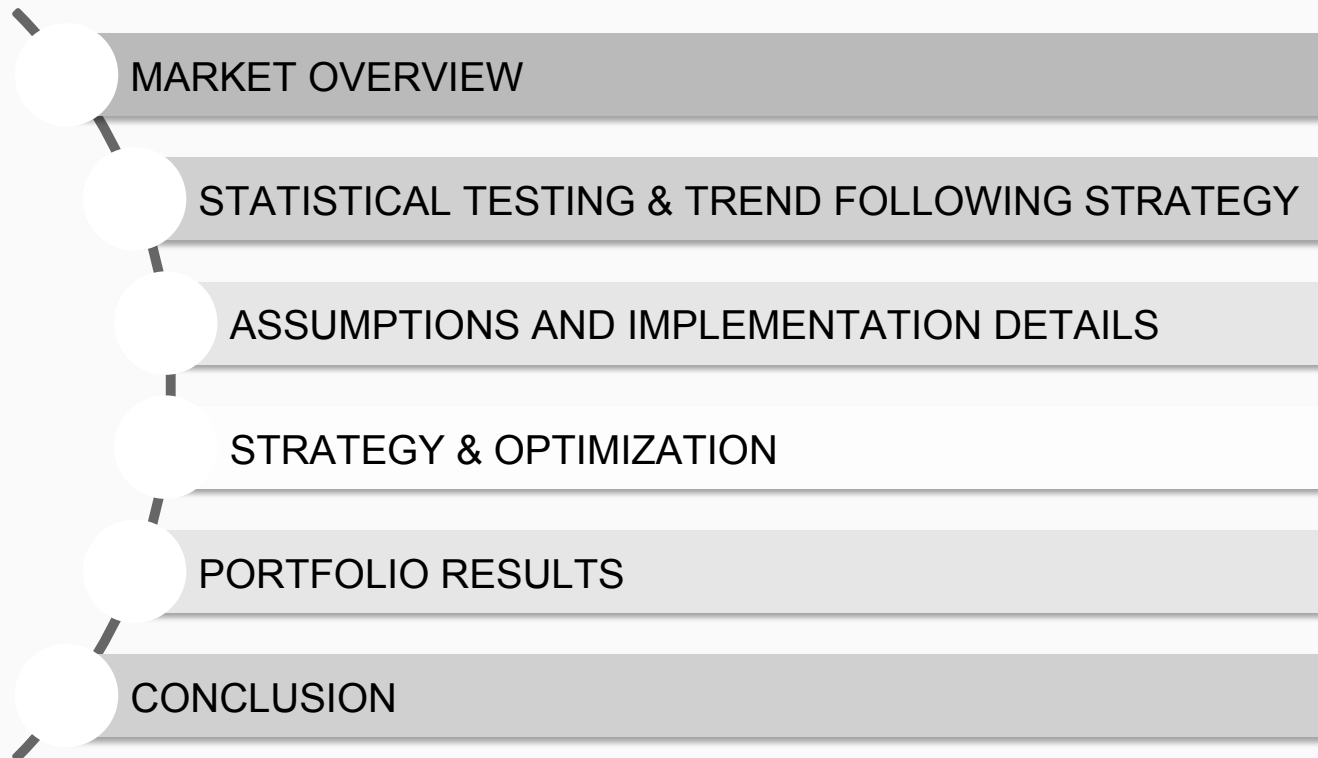 MARKET OVERVIEW
STATISTICAL TESTING & TREND FOLLOWING STRATEGY
ASSUMPTIONS AND IMPLEMENTATION DETAILS
STRATEGY & OPTIMIZATION
PORTFOLIO RESULTS
CONCLUSION